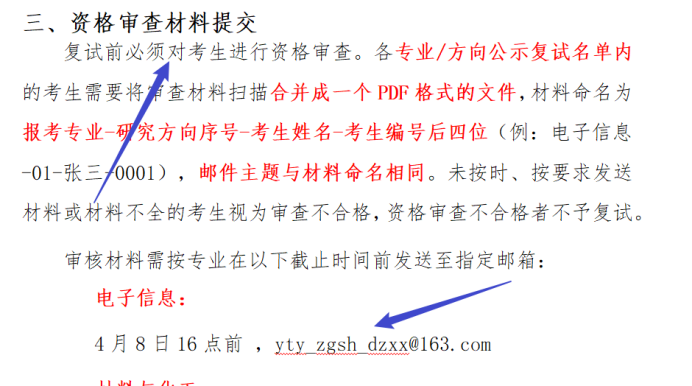 三、资格审查材料提交
复试前必须对考生进行资格审查。各专业/方向公示复试名单内
的考生需要将审查材料扫描合并成一个 PDF 格式的文件,材料命名为
报考专业-研究方向序号-考生姓名-考生编号后四位（例：电子信息
-01-张三-0001），邮件主题与材料命名相同。未按时、按要求发送
材料或材料不全的考生视为审查不合格,资格审查不合格者不予复试。
审核材料需按专业在以下截止时间前发送至指定邮箱：
电子信息：
4 月 8 日 16 点前 ，yty_zgsh_dzxx@163.com